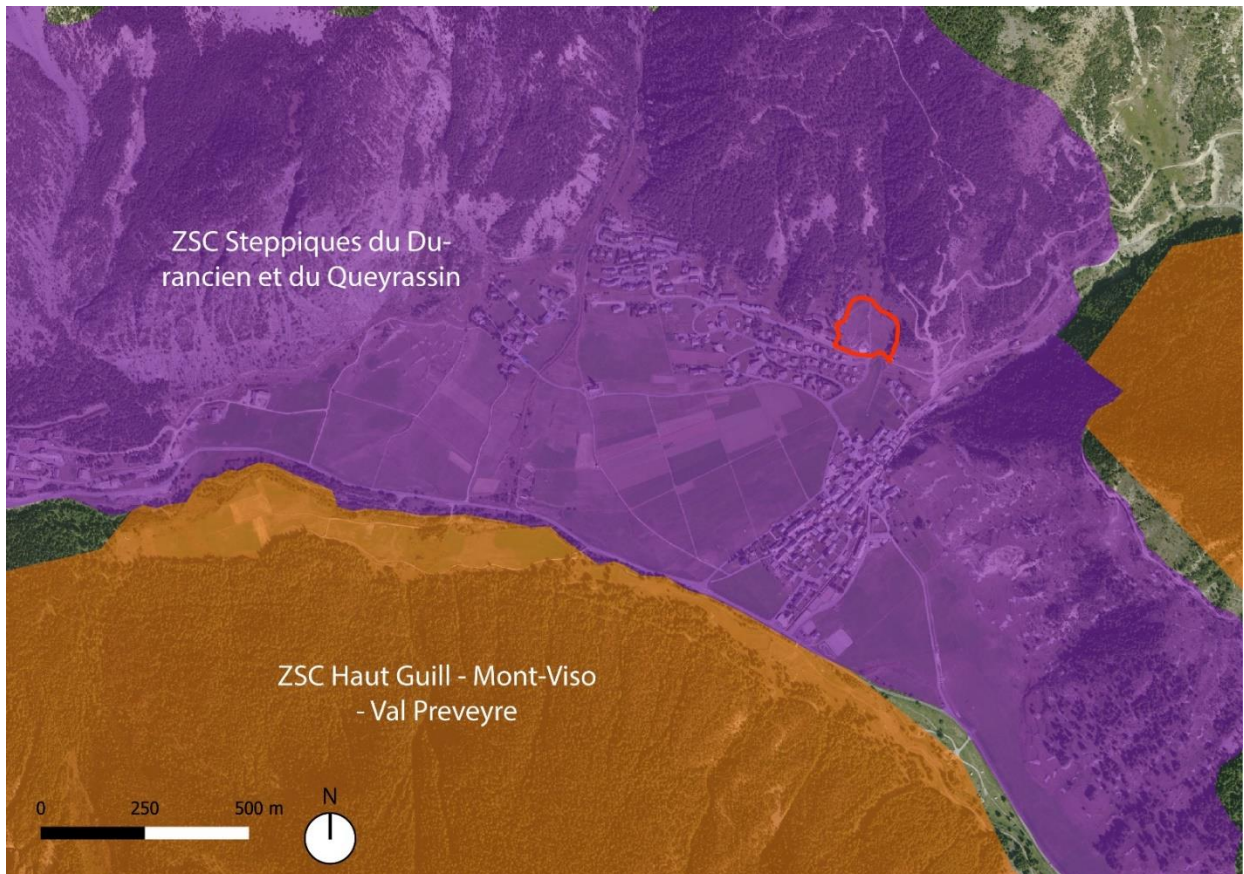 ZSC Steppiques du Du-
rancien et du Queyrassin
ZSC Haut Guill - Mont-Viso
- Val Preveyre
0 250 500 m
N